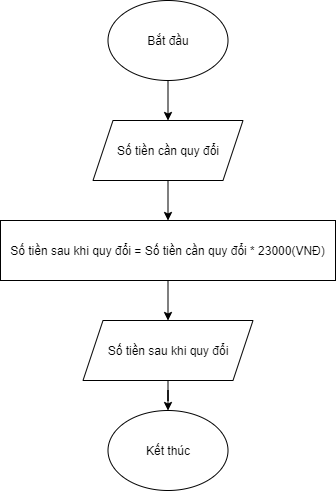 Bắt đầu
Số tiền cần quy đổi
Số tiền sau khi quy đổi = Số tiền cần quy đổi * 23000(VNĐ)
Số tiền sau khi quy đổi
Kết thúc